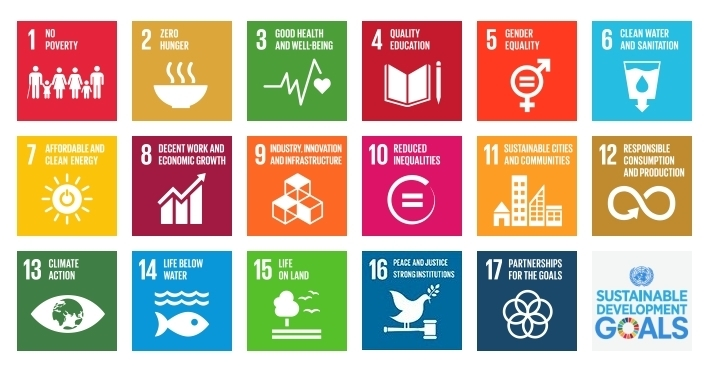 1 NO
POVERTY
2 ZERO
HUNGER
3 GOOD HEALTH
AND WELL-BEING
4 QUALITY
EDUCATION
5 GENDER
EQUALITY
6 CLEAN WATER
AND SANITATION
7 AFFORDABLE AND
CLEAN ENERGY
8 DECENT WORK AND
ECONOMIC GROWTH
9 INDUSTRY, INNOVATION
AND INFRASTRUCTURE
10 REDUCED
INEQUALITIES
11 SUSTAINABLE CITIES
AND COMMUNITIES
12 RESPONSIBLE
CONSUMPTION
AND PRODUCTION
13 CLIMATE
ACTION
14 LIFE BELOW
WATER
15 LIFE
ON LAND
16 PEACE AND JUSTICE
STRONG INSTITUTIONS
17 PARTNERSHIPS
FOR THE GOALS
SUSTAINABLE
DEVELOPMENT
GOALS